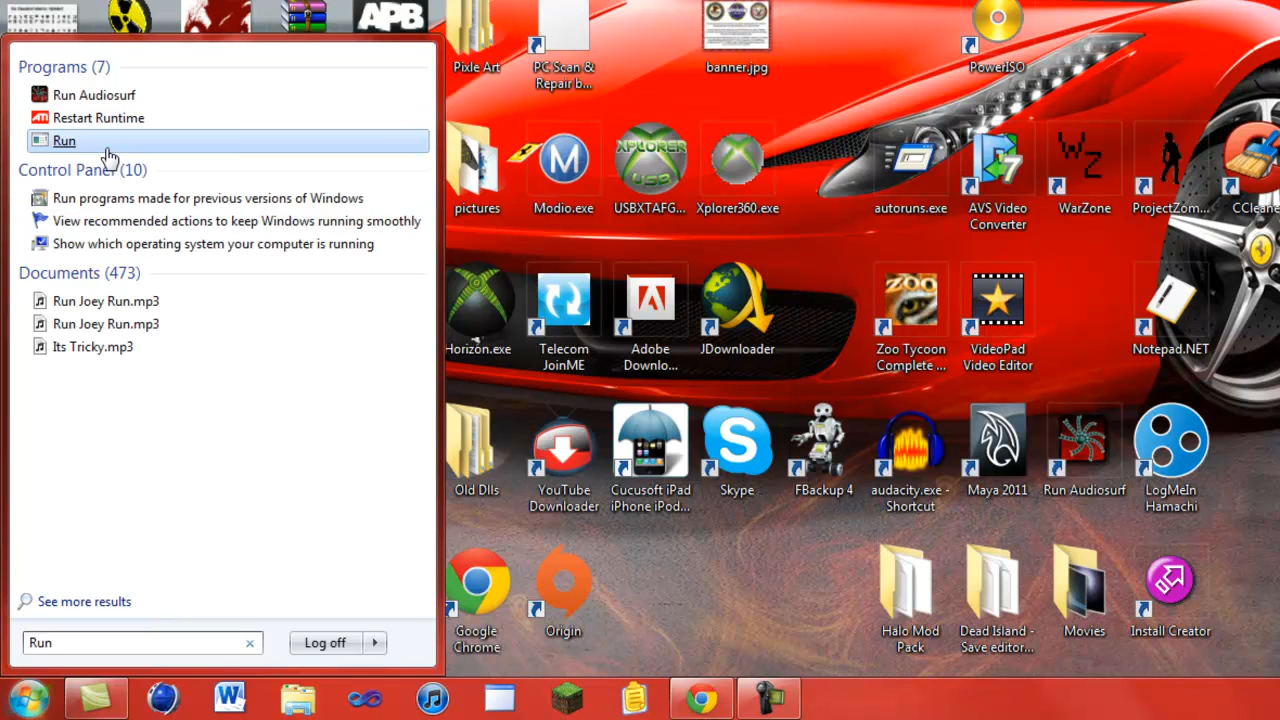 APB
Programs (7)
Run Audiosurf
Restart Runtime
Run
Control Panel (10)
Run programs made for previous versions of Windows
View recommended actions to keep Windows running smoothly
Show which operating system your computer is running
Documents (473)
Run Joey Run.mp3
Run Joey Run.mp3
Its Tricky.mp3
See more results
Run
Log off
Pixle Art
PC Scan &
Repair b...
banner.jpg
PowerISO
XPLORER
USB
pictures
Modio.exe
USBXTAFG...
Xplorer360.exe
autoruns.exe
AVS Video
Converter
WarZone
ProjectZom...
CCleane
Horizon.exe
Telecom
JoinME
Adobe
Downlo...
JDownloader
ZOO
Zoo Tycoon
Complete ...
VideoPad
Video Editor
Notepad.NET
Old Dlls
YouTube
Downloader
Cucusoft iPad
iPhone iPod...
Skype
FBackup 4
audacity.exe -
Shortcut
Maya 2011
Run Audiosurf
LogMeIn
Hamachi
Google
Chrome
Origin
Halo Mod
Pack
Dead Island -
Save editor...
Movies
Install Creator